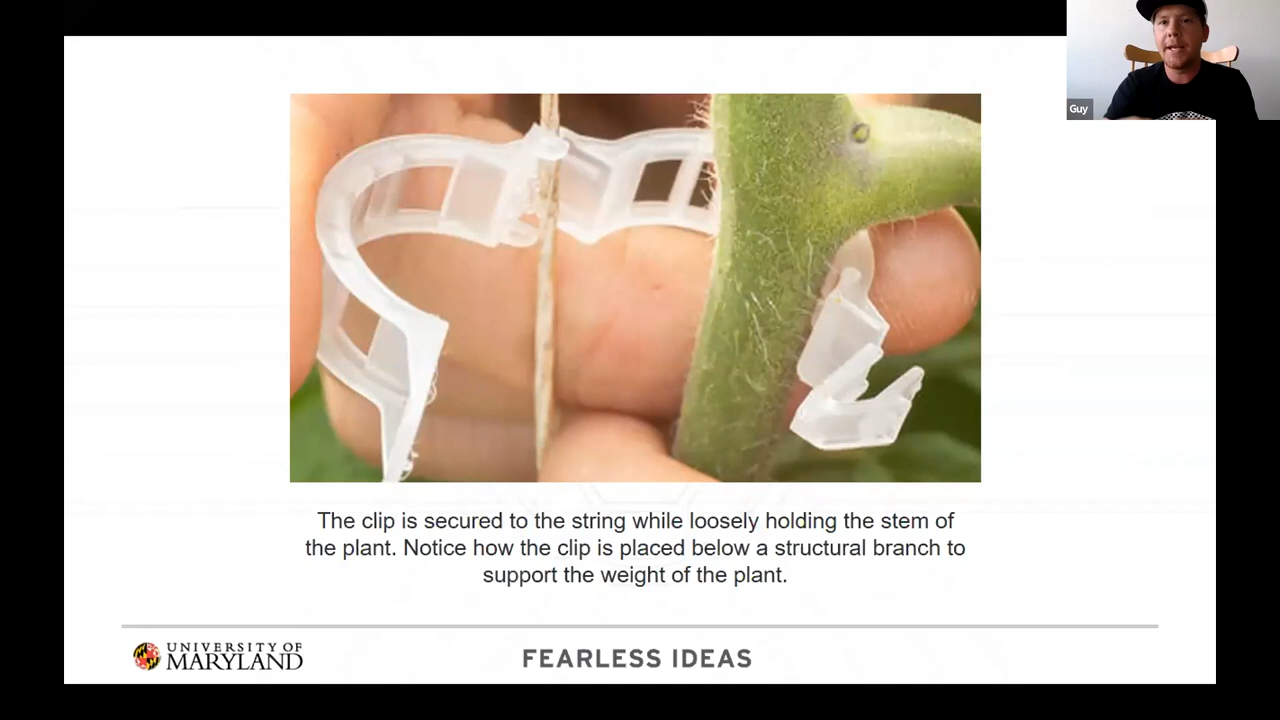 Guy
The clip is secured to the string while loosely holding the stem of
the plant. Notice how the clip is placed below a structural branch to
support the weight of the plant.
UNIVERSITY OF
MARYLAND
FEARLESS IDEAS